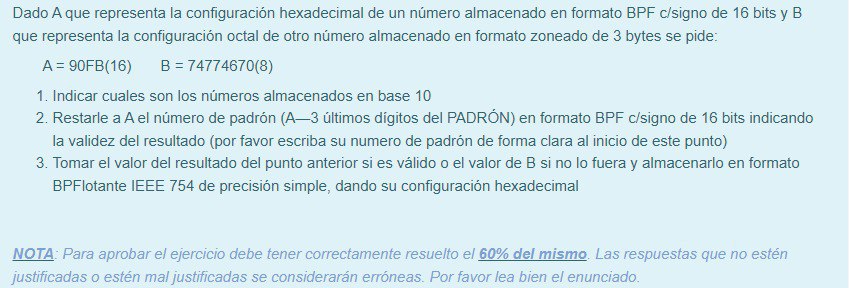 Dado A que representa la configuración hexadecimal de un número almacenado en formato BPF c/signo de 16 bits y B
que representa la configuración octal de otro número almacenado en formato zoneado de 3 bytes se pide:
A = 90FB(16) B = 74774670(8)
1. Indicar cuales son los números almacenados en base 10
2. Restarle a A el número de padrón (A—3 últimos dígitos del PADRÓN) en formato BPF c/signo de 16 bits indicando
la validez del resultado (por favor escriba su numero de padrón de forma clara al inicio de este punto)
3. Tomar el valor del resultado del punto anterior si es válido o el valor de B si no lo fuera y almacenarlo en formato
BPFlotante IEEE 754 de precisión simple, dando su configuración hexadecimal
NOTA: Para aprobar el ejercicio debe tener correctamente resuelto el 60% del mismo. Las respuestas que no estén
justificadas o estén mal justificadas se considerarán erróneas. Por favor lea bien el enunciado.